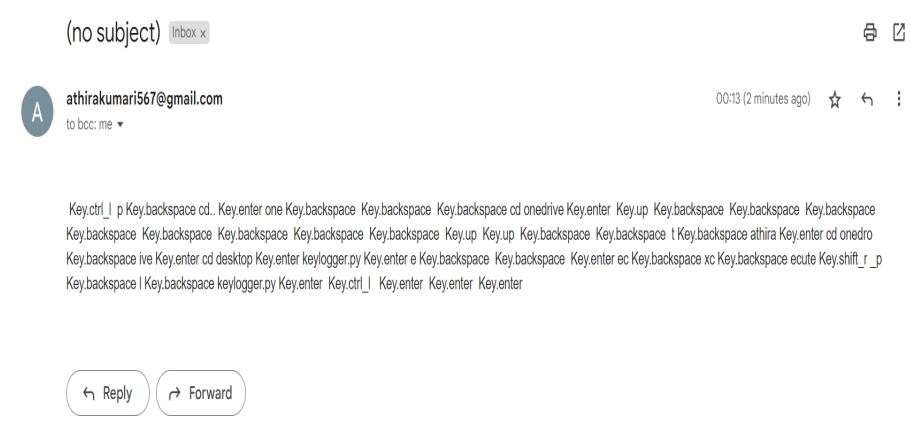 (no subject) Inbox x
A
athirakumari567@gmail.com 00:13 (2 minutes ago)
to bcc: me
Key.ctrl_l p Key.backspace cd.. Key.enter one Key.backspace Key.backspace Key.backspace cd onedrive Key.enter Key.up Key.backspace Key.backspace Key.backspace
Key.backspace Key.backspace Key.backspace Key.backspace Key.backspace Key.up Key.up Key.backspace Key.backspace t Key.backspace athira Key.enter cd onedro
Key.backspace ive Key.enter cd desktop Key.enter keylogger.py Key.enter e Key.backspace Key.backspace Key.enter ec Key.backspace xc Key.backspace ecute Key.shift_r _p
Key.backspace l Key.backspace keylogger.py Key.enter Key.ctrl_l Key.enter Key.enter Key.enter
Reply Forward